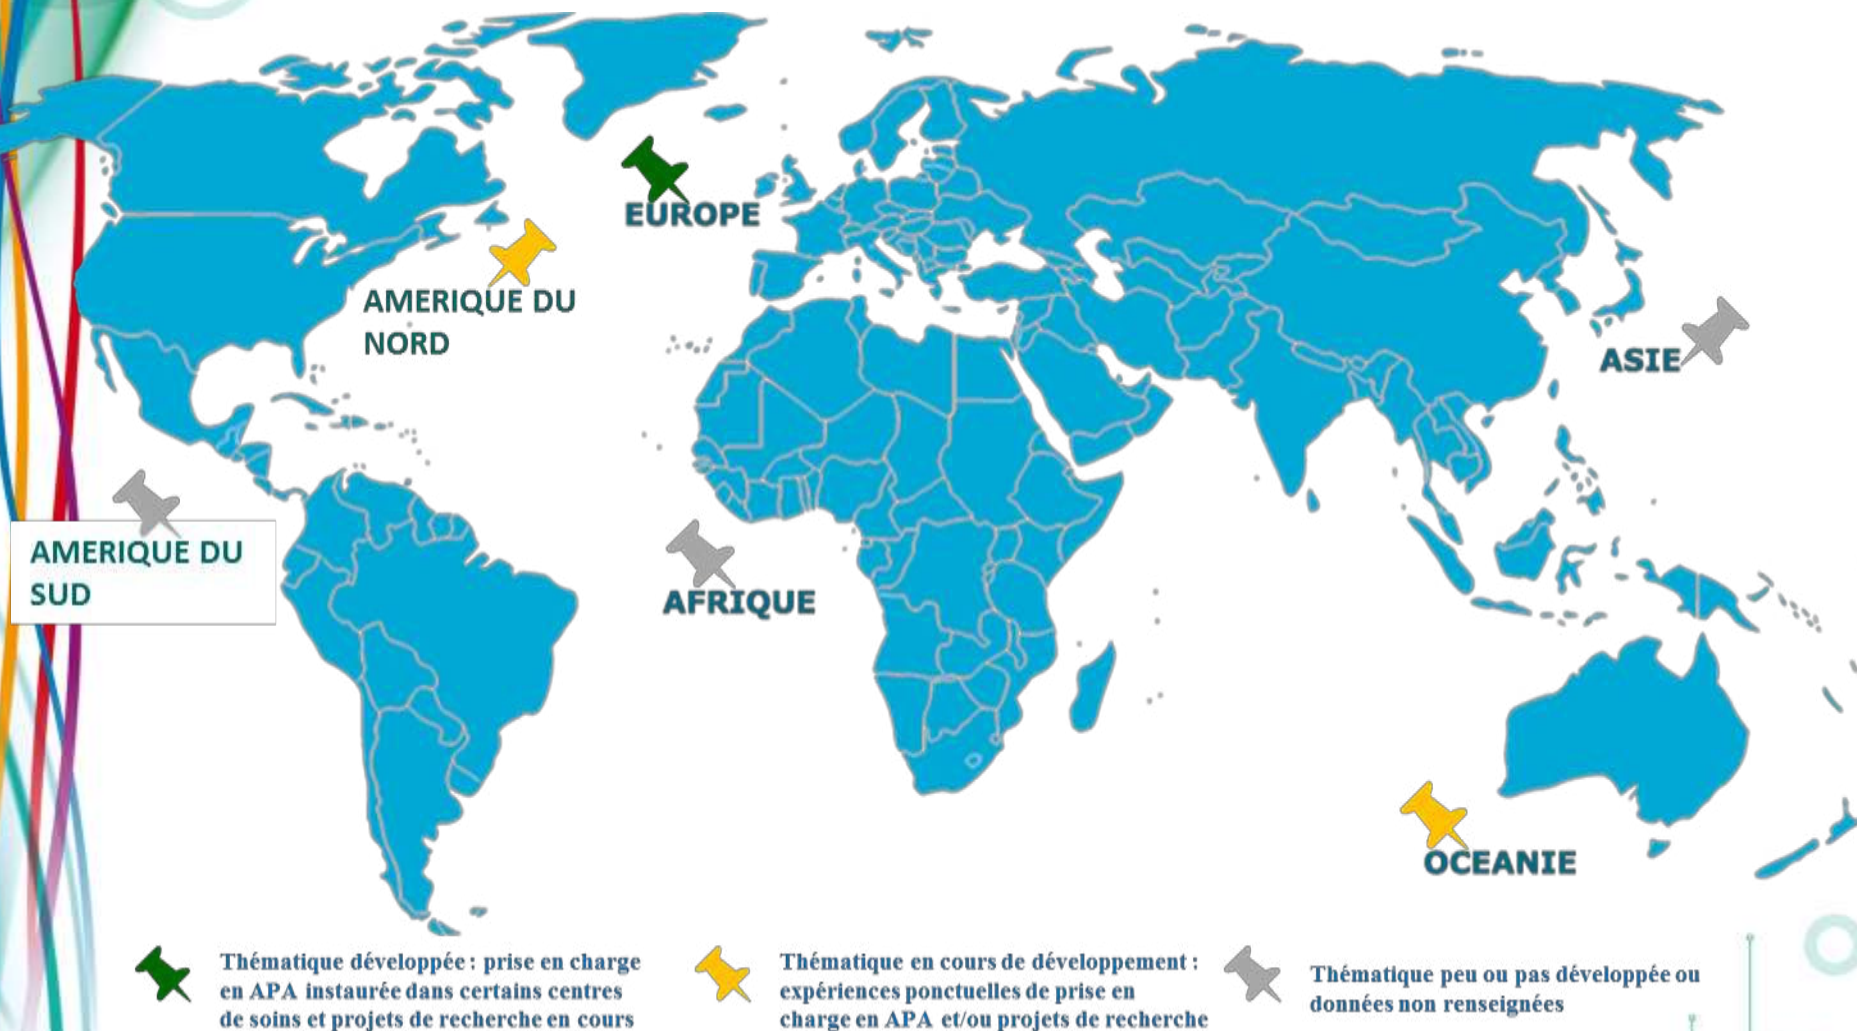 EUROPE
AMERIQUE DU
NORD
ASIE
AMERIQUE DU
SUD
AFRIQUE
OCEANIE
Thématique développée : prise en charge
en APA instaurée dans certains centres
de soins et projets de recherche en cours
Thématique en cours de développement :
expériences ponctuelles de prise en
charge en APA et/ou projets de recherche
Thématique peu ou pas développée ou
données non renseignées